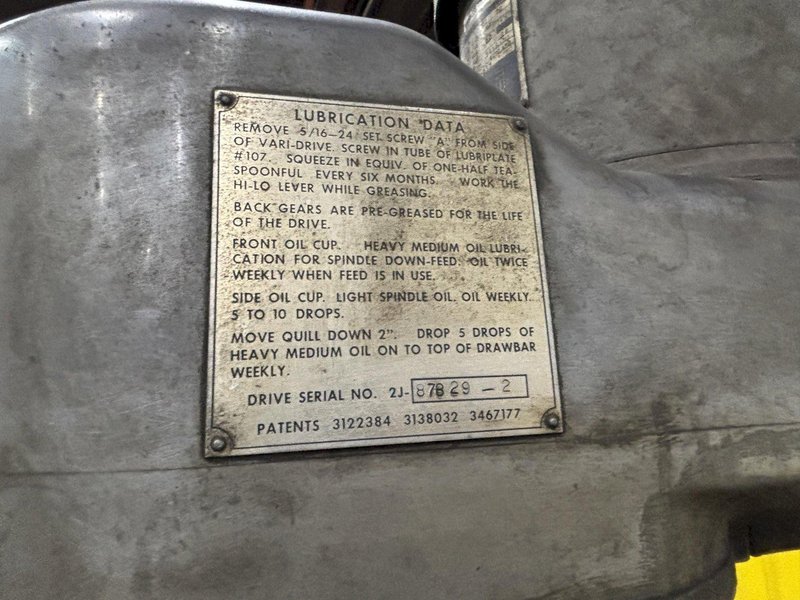 LUBRICATION DATA
REMOVE 5/16-24 SET SCREW "A" FROM SIDE
OF VARI-DRIVE. SCREW IN TUBE OF LUBRIPLATE
#107. SQUEEZE IN EQUIV. OF ONE-HALF TEA-
SPOONFUL EVERY SIX MONTHS. WORK THE
HI-LO LEVER WHILE GREASING.
BACK GEARS ARE PRE-GREASED FOR THE LIFE
OF THE DRIVE.
FRONT OIL CUP. HEAVY MEDIUM OIL LUBRI-
CATION FOR SPINDLE DOWN-FEED. OIL TWICE
WEEKLY WHEN FEED IS IN USE.
SIDE OIL CUP. LIGHT SPINDLE OIL. OIL WEEKLY.
5 TO 10 DROPS.
MOVE QUILL DOWN 2". DROP 5 DROPS OF
HEAVY MEDIUM OIL ON TO TOP OF DRAWBAR
WEEKLY.
DRIVE SERIAL NO. 2J-87829-2
PATENTS 3122384 3138032 3467177